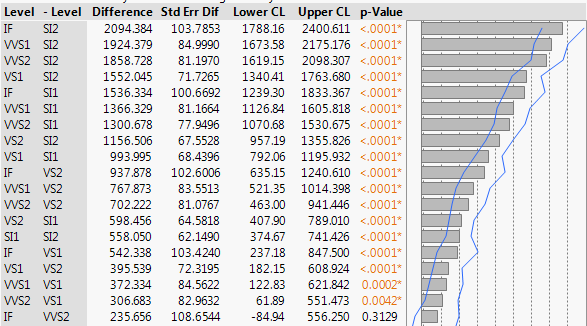 Level - Level Difference Std Err Dif Lower CL Upper CL p-Value
IF SI2 2094.384 103.7853 1788.16 2400.611 <.0001*
VVS1 SI2 1924.379 84.9990 1673.58 2175.176 <.0001*
VVS2 SI2 1858.728 81.1970 1619.15 2098.307 <.0001*
VS1 SI2 1552.045 71.7265 1340.41 1763.680 <.0001*
IF SI1 1536.334 100.6692 1239.30 1833.367 <.0001*
VVS1 SI1 1366.329 81.1664 1126.84 1605.818 <.0001*
VVS2 SI1 1300.678 77.9496 1070.68 1530.675 <.0001*
VS2 SI2 1156.506 67.5528 957.19 1355.826 <.0001*
VS1 SI1 993.995 68.4396 792.06 1195.932 <.0001*
IF VS2 937.878 102.6006 635.15 1240.610 <.0001*
VVS1 VS2 767.873 83.5513 521.35 1014.398 <.0001*
VVS2 VS2 702.222 81.0767 463.00 941.446 <.0001*
VS2 SI1 598.456 64.5818 407.90 789.010 <.0001*
SI1 SI2 558.050 62.1490 374.67 741.426 <.0001*
IF VS1 542.338 103.4240 237.18 847.500 <.0001*
VS1 VS2 395.539 72.3195 182.15 608.924 <.0001*
VVS1 VS1 372.334 84.5622 122.83 621.842 0.0002*
VVS2 VS1 306.683 82.9632 61.89 551.473 0.0042*
IF VVS2 235.656 108.6544 -84.94 556.250 0.3129